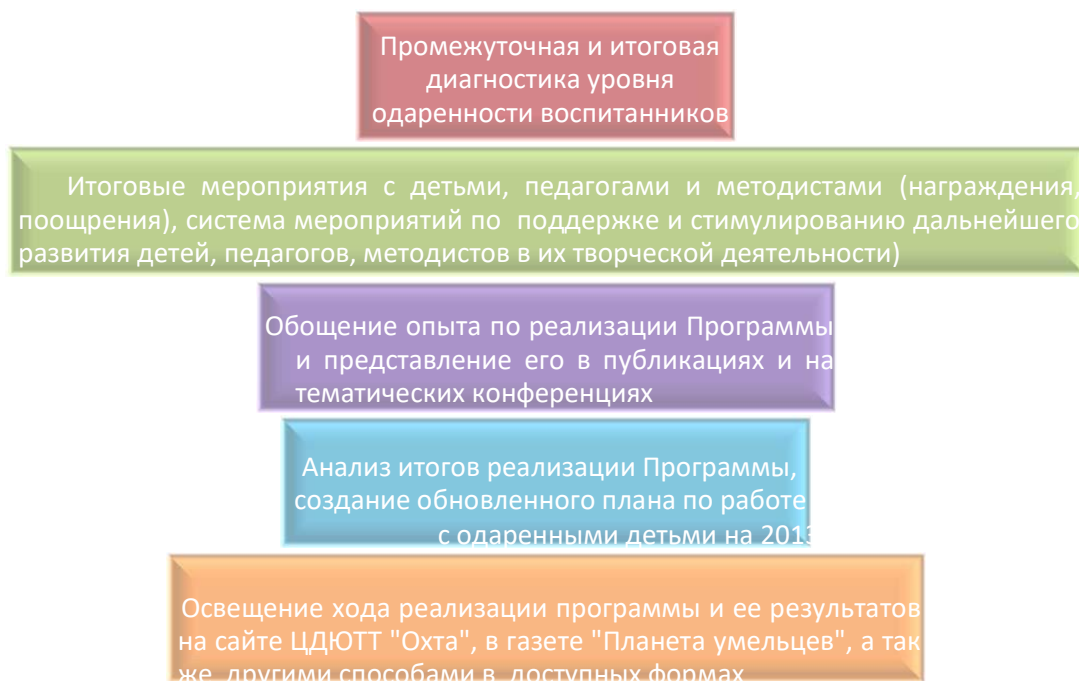 Промежуточная и итоговая
диагностика уровня
одаренности воспитанников
Итоговые мероприятия с детьми, педагогами и методистами (награждения,
поощрения), система мероприятий по поддержке и стимулированию дальнейшего
развития детей, педагогов, методистов в их творческой деятельности)
Обощение опыта по реализации Программы
и представление его в публикациях и на
тематических конференциях
Анализ итогов реализации Программы,
создание обновленного плана по работе
с одаренными детьми на 2013
Освещение хода реализации программы и ее результатов
на сайте ЦДЮТТ "Охта", в газете "Планета умельцев", а так
же другими способами в доступных формах